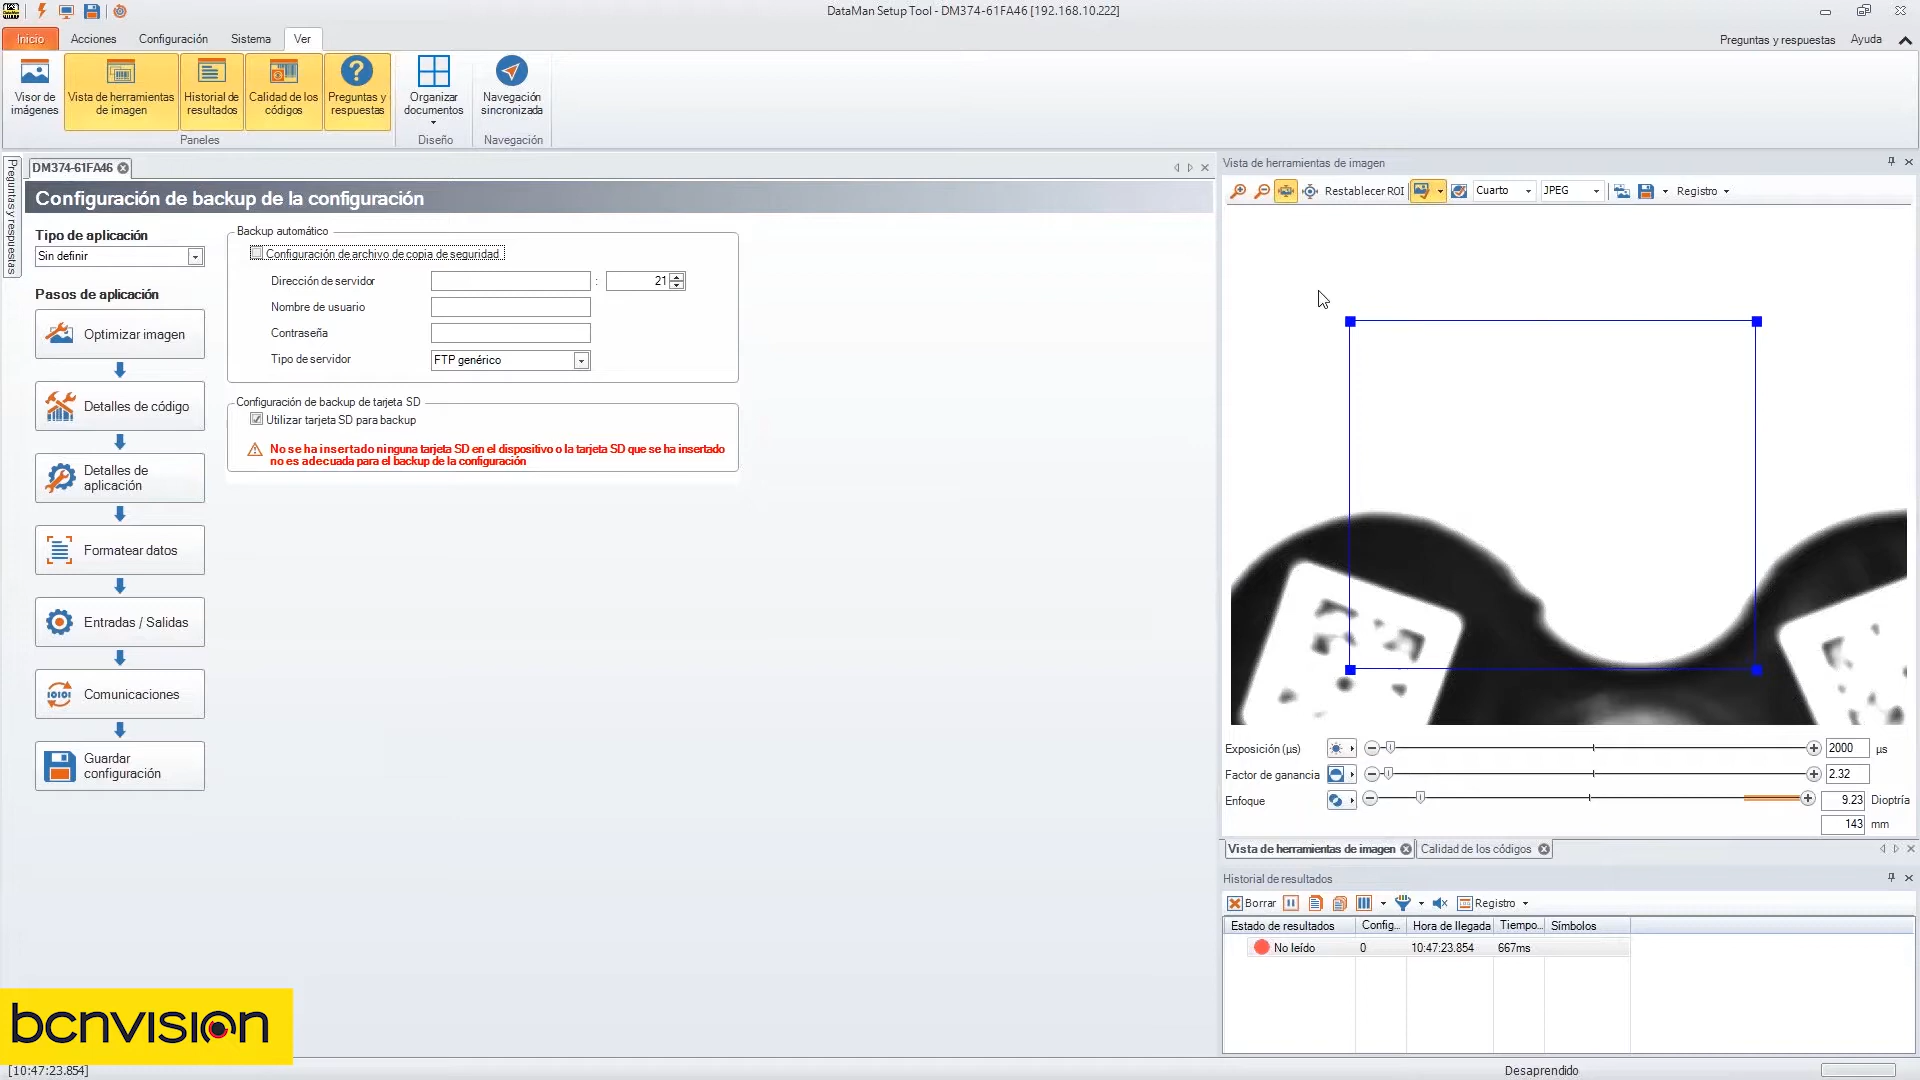 DataMan Setup Tool - DM374-61FA46 [192.168.10.222]
Inicio
Acciones
Configuración
Sistema
Ver
Preguntas y respuestas
Ayuda
Visor de
imágenes
Vista de herramientas
de imagen
Historial de
resultados
Calidad de los
códigos
Preguntas y
respuestas
Organizar
documentos
Navegación
sincronizada
Paneles
Diseño
Navegación
Preguntas y respuestas
DM374-61FA46
Configuración de backup de la configuración
Tipo de aplicación
Sin definir
Pasos de aplicación
Optimizar imagen
Detalles de código
Detalles de
aplicación
Formatear datos
Entradas / Salidas
Comunicaciones
Guardar
configuración
Backup automático
Configuración de archivo de copia de seguridad
Dirección de servidor
:
21
Nombre de usuario
Contraseña
Tipo de servidor
FTP genérico
Configuración de backup de tarjeta SD
Utilizar tarjeta SD para backup
No se ha insertado ninguna tarjeta SD en el dispositivo o la tarjeta SD que se ha insertado
no es adecuada para el backup de la configuración
Vista de herramientas de imagen
Restablecer ROI
Cuarto
JPEG
Registro
Exposición (µs)
2000
µs
Factor de ganancia
2.32
Enfoque
9.23
Dioptría
143
mm
Vista de herramientas de imagen
Calidad de los códigos
Historial de resultados
Borrar
Registro
Estado de resultados
Config...
Hora de llegada
Tiempo...
Símbolos
No leído
0
10:47:23.854
667ms
bcnvision
[10:47:23.854]
Desaprendido